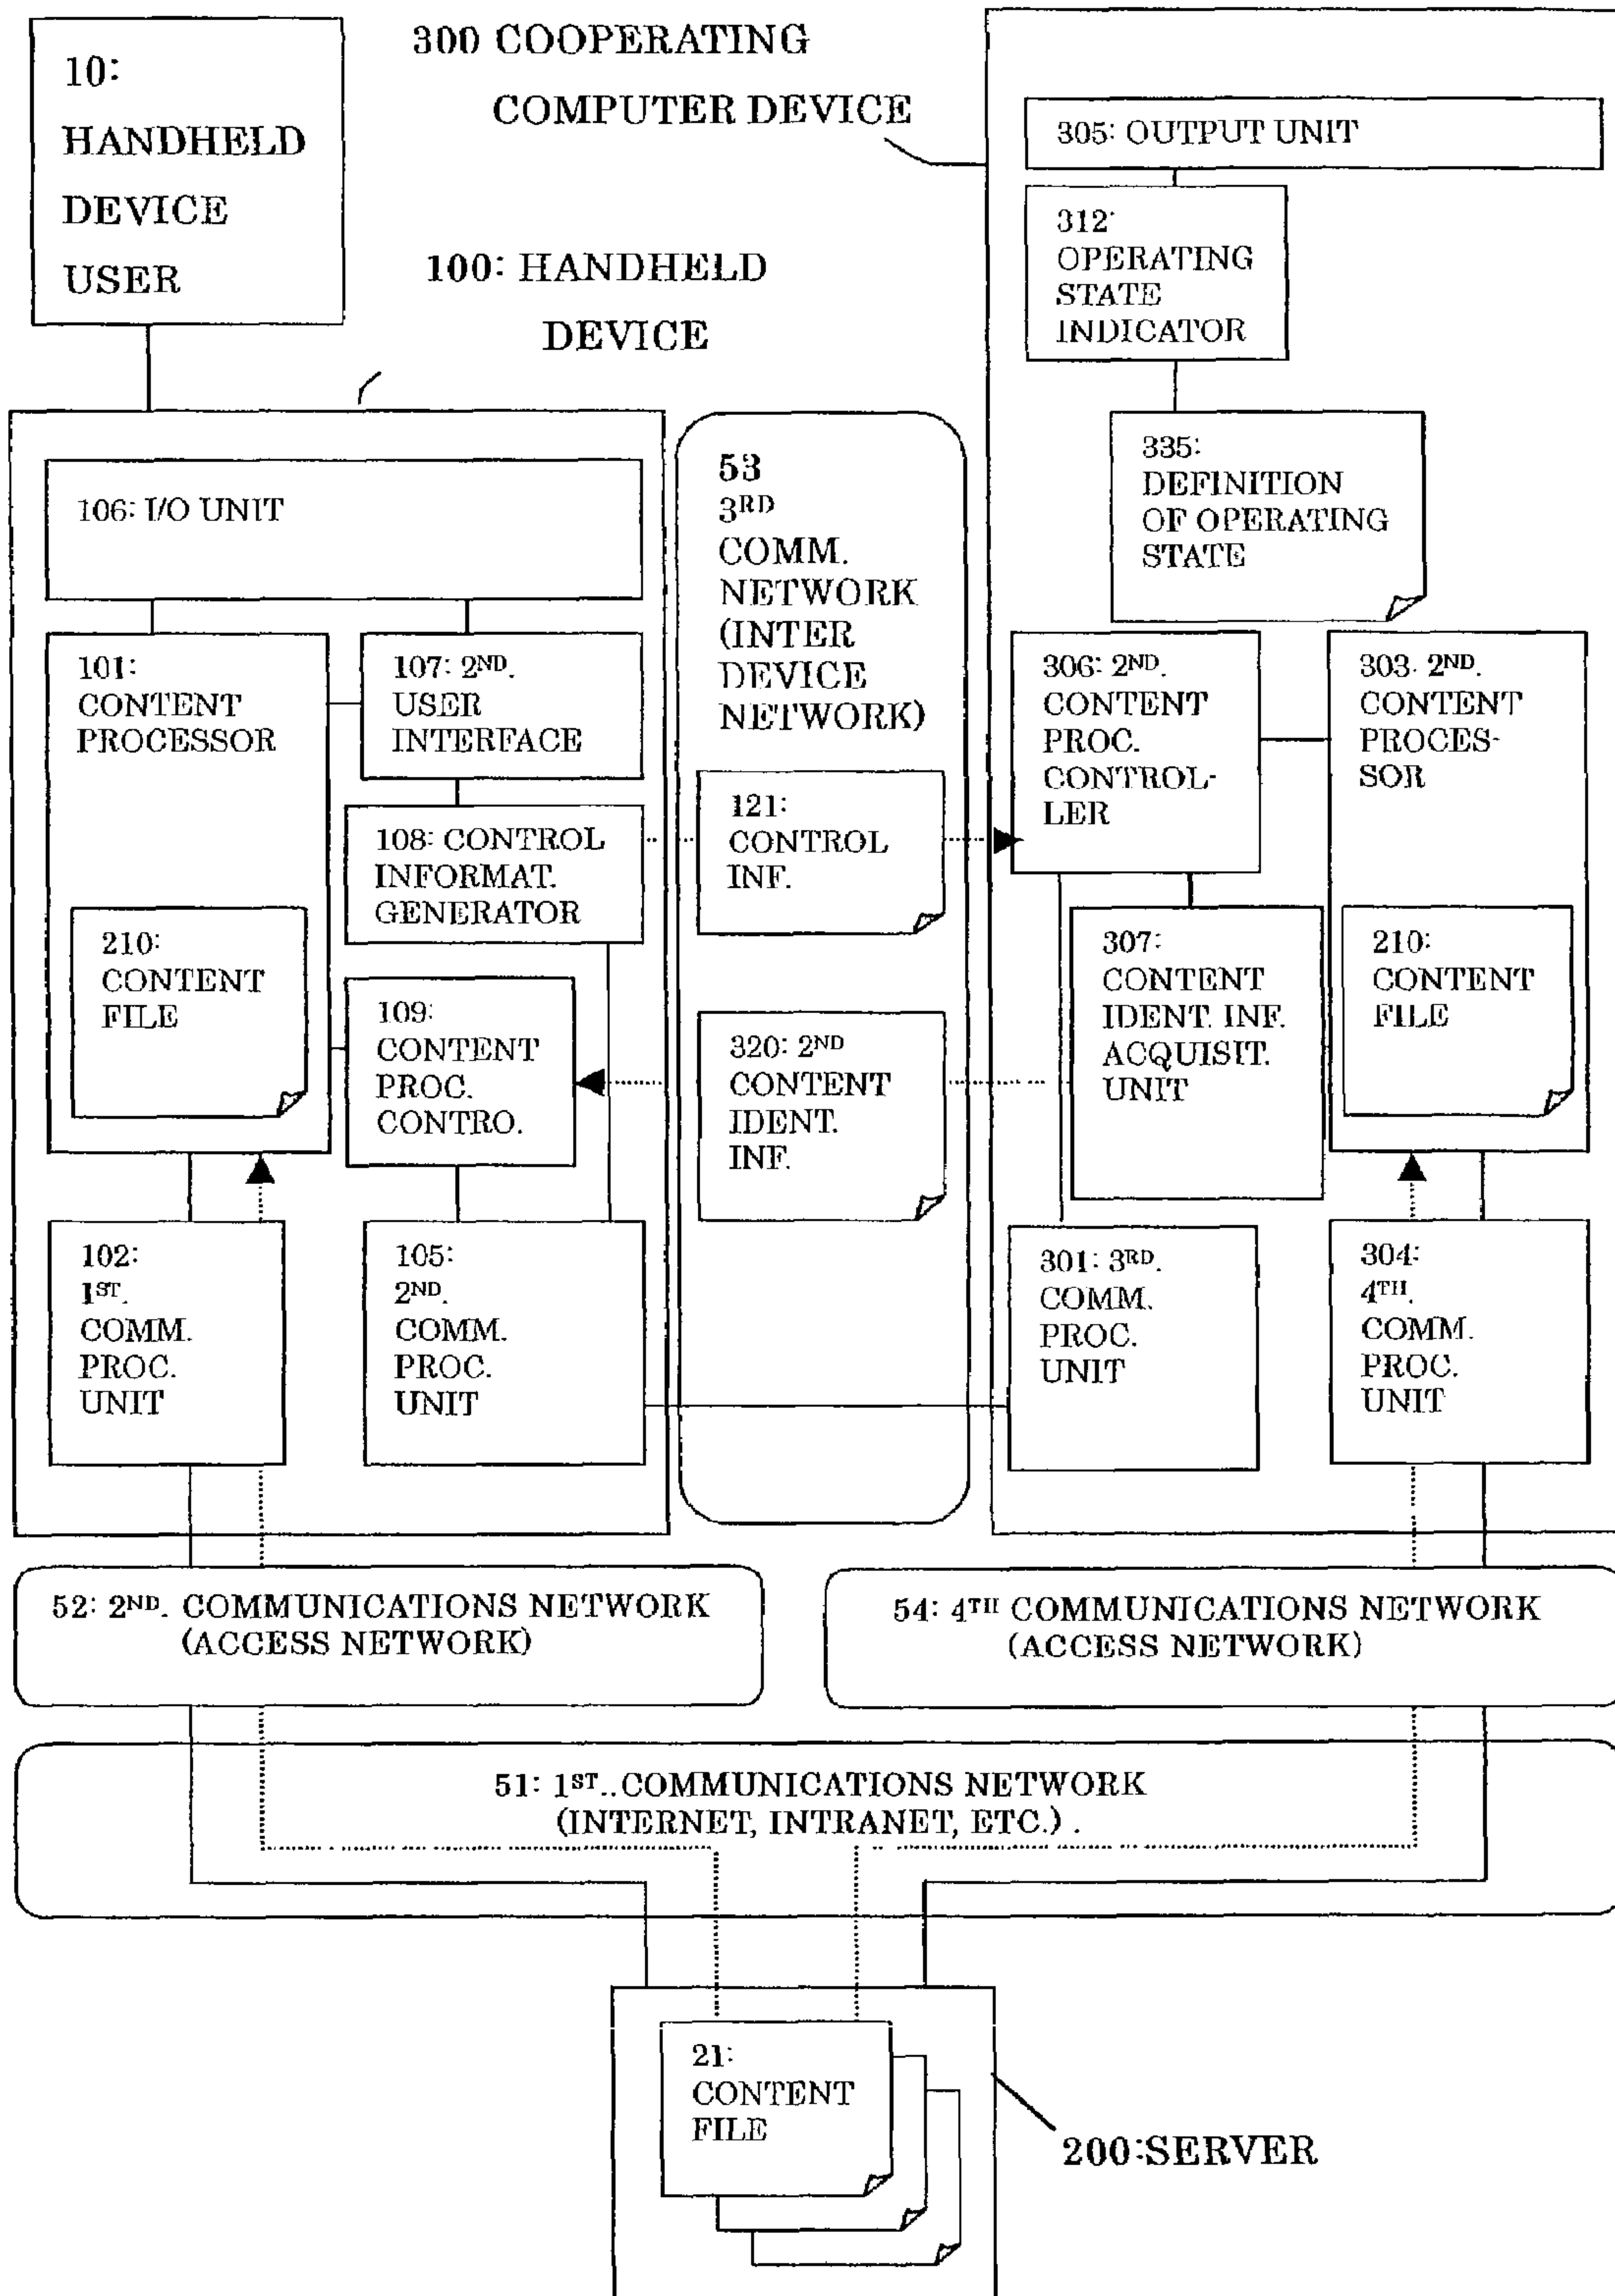 10:
HANDHELD
DEVICE
USER
300 COOPERATING
COMPUTER DEVICE
100: HANDHELD
DEVICE
305: OUTPUT UNIT
312:
OPERATING
STATE
INDICATOR
335:
DEFINITION
OF OPERATING
STATE
106: I/O UNIT
101:
CONTENT
PROCESSOR
107: 2ND.
USER
INTERFACE
108: CONTROL
INFORMAT.
GENERATOR
210:
CONTENT
FILE
109:
CONTENT
PROC.
CONTRO.
102:
1ST.
COMM.
PROC.
UNIT
105:
2ND.
COMM.
PROC.
UNIT
53
3RD
COMM.
NETWORK
(INTER
DEVICE
NETWORK)
121:
CONTROL
INF.
320: 2ND
CONTENT
IDENT.
INF.
306: 2ND.
CONTENT
PROC.
CONTROL-
LER
303. 2ND.
CONTENT
PROCES-
SOR
307:
CONTENT
IDENT. INF.
ACQUISIT.
UNIT
210:
CONTENT
FILE
301: 3RD.
COMM.
PROC.
UNIT
304:
4TH.
COMM.
PROC.
UNIT
52: 2ND. COMMUNICATIONS NETWORK
(ACCESS NETWORK)
54: 4TH COMMUNICATIONS NETWORK
(ACCESS NETWORK)
51: 1ST..COMMUNICATIONS NETWORK
(INTERNET, INTRANET, ETC.) .
21:
CONTENT
FILE
200:SERVER